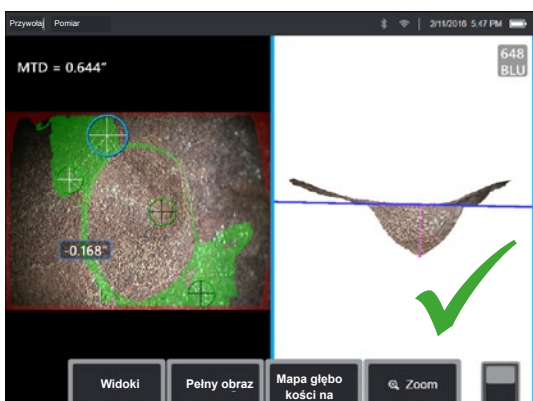 Przywołaj Pomiar
2/11/2016 5:47 PM
MTD = 0.644"
648
BLU
-0.168"
Widoki
Pełny obraz
Mapa głębo
kości na
Zoom